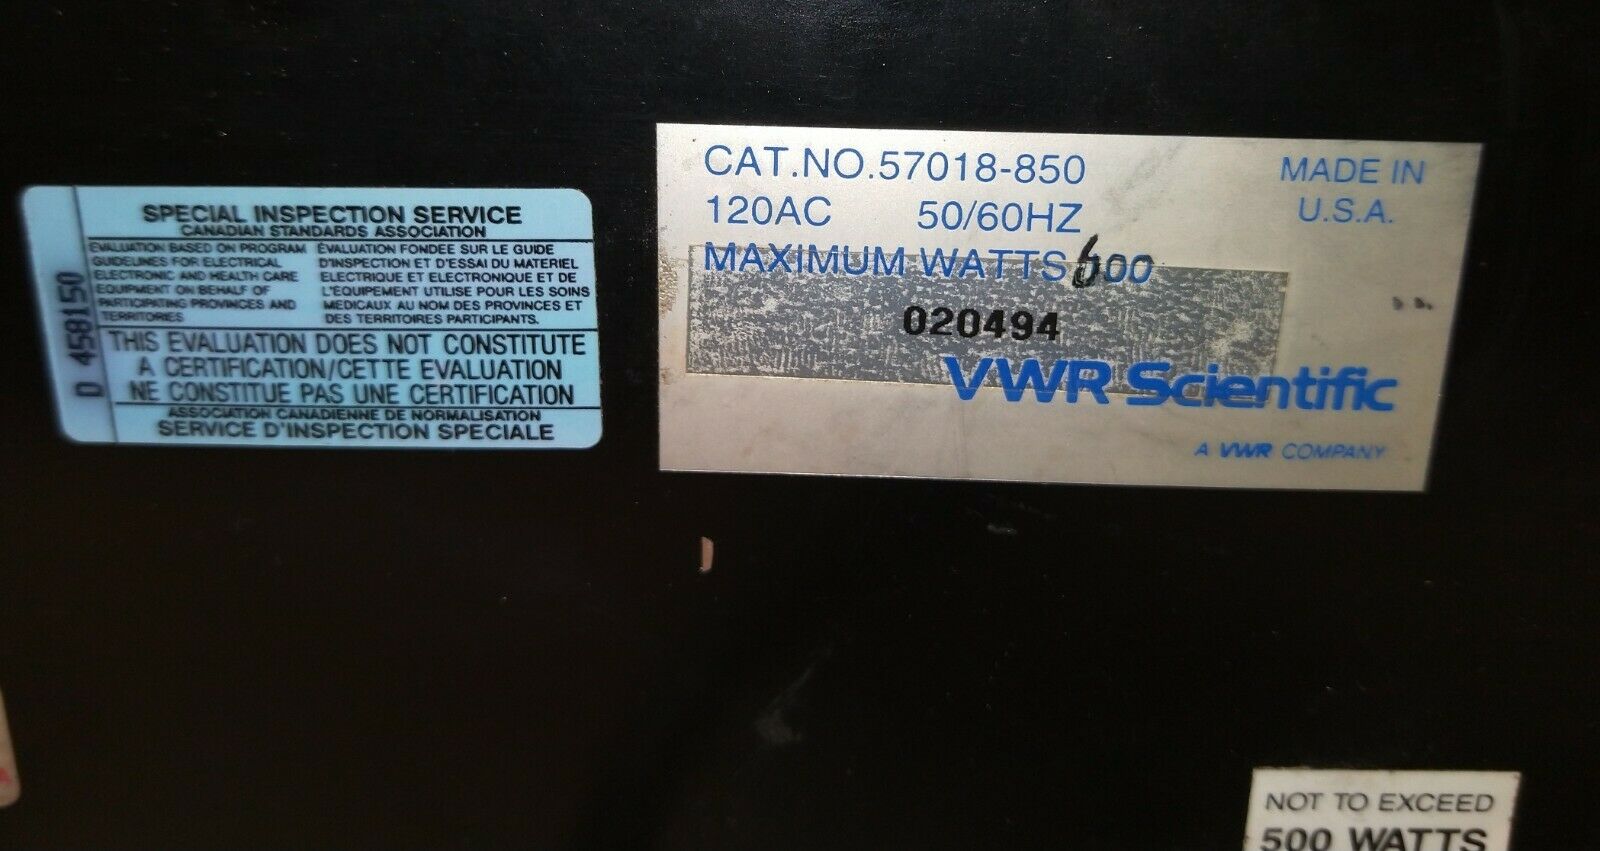 D 458150
SPECIAL INSPECTION SERVICE
CANADIAN STANDARDS ASSOCIATION
EVALUATION BASED ON PROGRAM
GUIDELINES FOR ELECTRICAL
ELECTRONIC AND HEALTH CARE
EQUIPMENT ON BEHALF OF
PARTICIPATING PROVINCES AND
TERRITORIES
ÉVALUATION FONDEE SUR LE GUIDE
D'INSPECTION ET D'ESSAI DU MATERIEL
ELECTRIQUE ET ELECTRONIQUE ET DE
L'EQUIPEMENT UTILISE POUR LES SOINS
MEDICAUX AU NOM DES PROVINCES ET
DES TERRITOIRES PARTICIPANTS.
THIS EVALUATION DOES NOT CONSTITUTE
A CERTIFICATION/CETTE EVALUATION
NE CONSTITUE PAS UNE CERTIFICATION
ASSOCIATION CANADIENNE DE NORMALISATION
SERVICE D'INSPECTION SPECIALE
CAT.NO.57018-850
120AC 50/60HZ
MAXIMUM WATTS 600
MADE IN
U.S.A.
020494
VWR Scientific
A VWR COMPANY
NOT TO EXCEED
500 WATTS